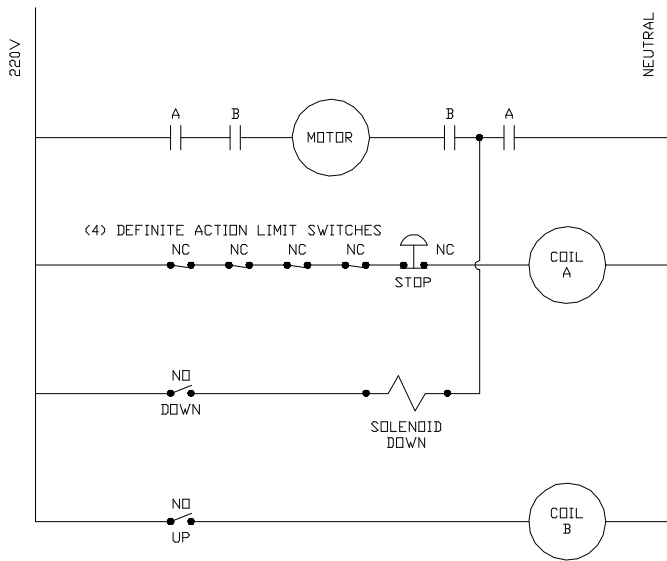 220V
NEUTRAL
A
B
MOTOR
B
A
(4) DEFINITE ACTION LIMIT SWITCHES
NC
NC
NC
NC
NC
STOP
COIL
A
NO
DOWN
SOLENOID
DOWN
NO
UP
COIL
B